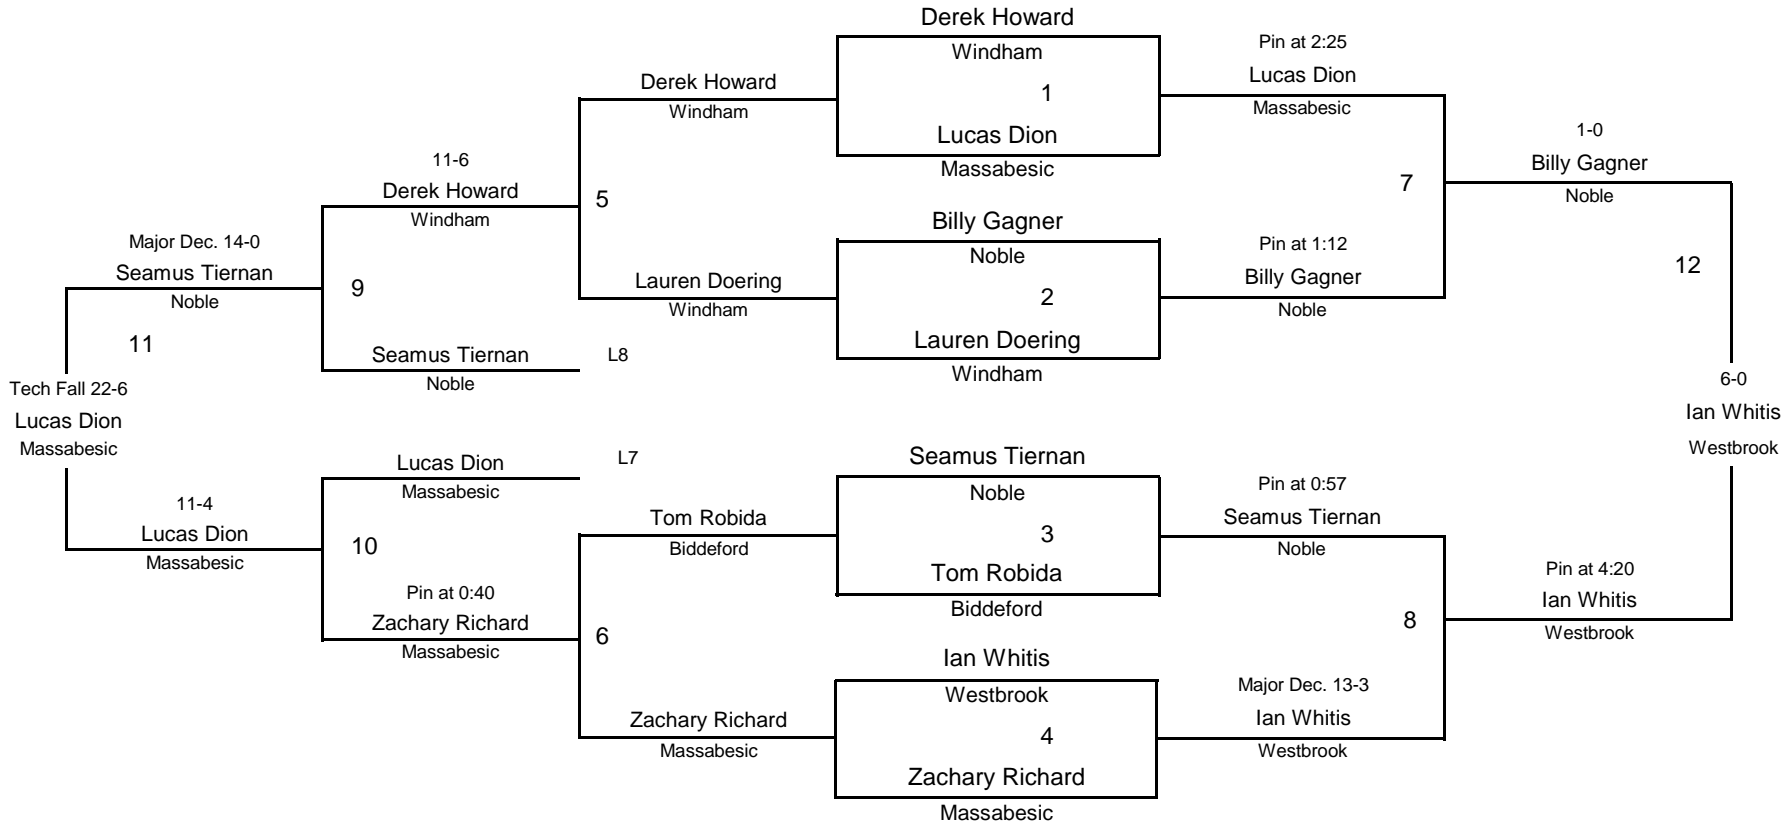 Derek Howard
Windham
1
Lucas Dion
Massabesic
Billy Gagner
Noble
2
Lauren Doering
Windham
Seamus Tiernan
Noble
3
Tom Robida
Biddeford
Ian Whitis
Westbrook
4
Zachary Richard
Massabesic
Pin at 2:25
Lucas Dion
Massabesic
7
Pin at 1:12
Billy Gagner
Noble
Pin at 0:57
Seamus Tiernan
Noble
8
Major Dec. 13-3
Ian Whitis
Westbrook
1-0
Billy Gagner
Noble
12
Pin at 4:20
Ian Whitis
Westbrook
6-0
Ian Whitis
Westbrook
Derek Howard
Windham
5
Lauren Doering
Windham
L8
L7
Tom Robida
Biddeford
6
Zachary Richard
Massabesic
11-6
Derek Howard
Windham
9
Seamus Tiernan
Noble
Lucas Dion
Massabesic
10
Pin at 0:40
Zachary Richard
Massabesic
Major Dec. 14-0
Seamus Tiernan
Noble
11
11-4
Lucas Dion
Massabesic
Tech Fall 22-6
Lucas Dion
Massabesic